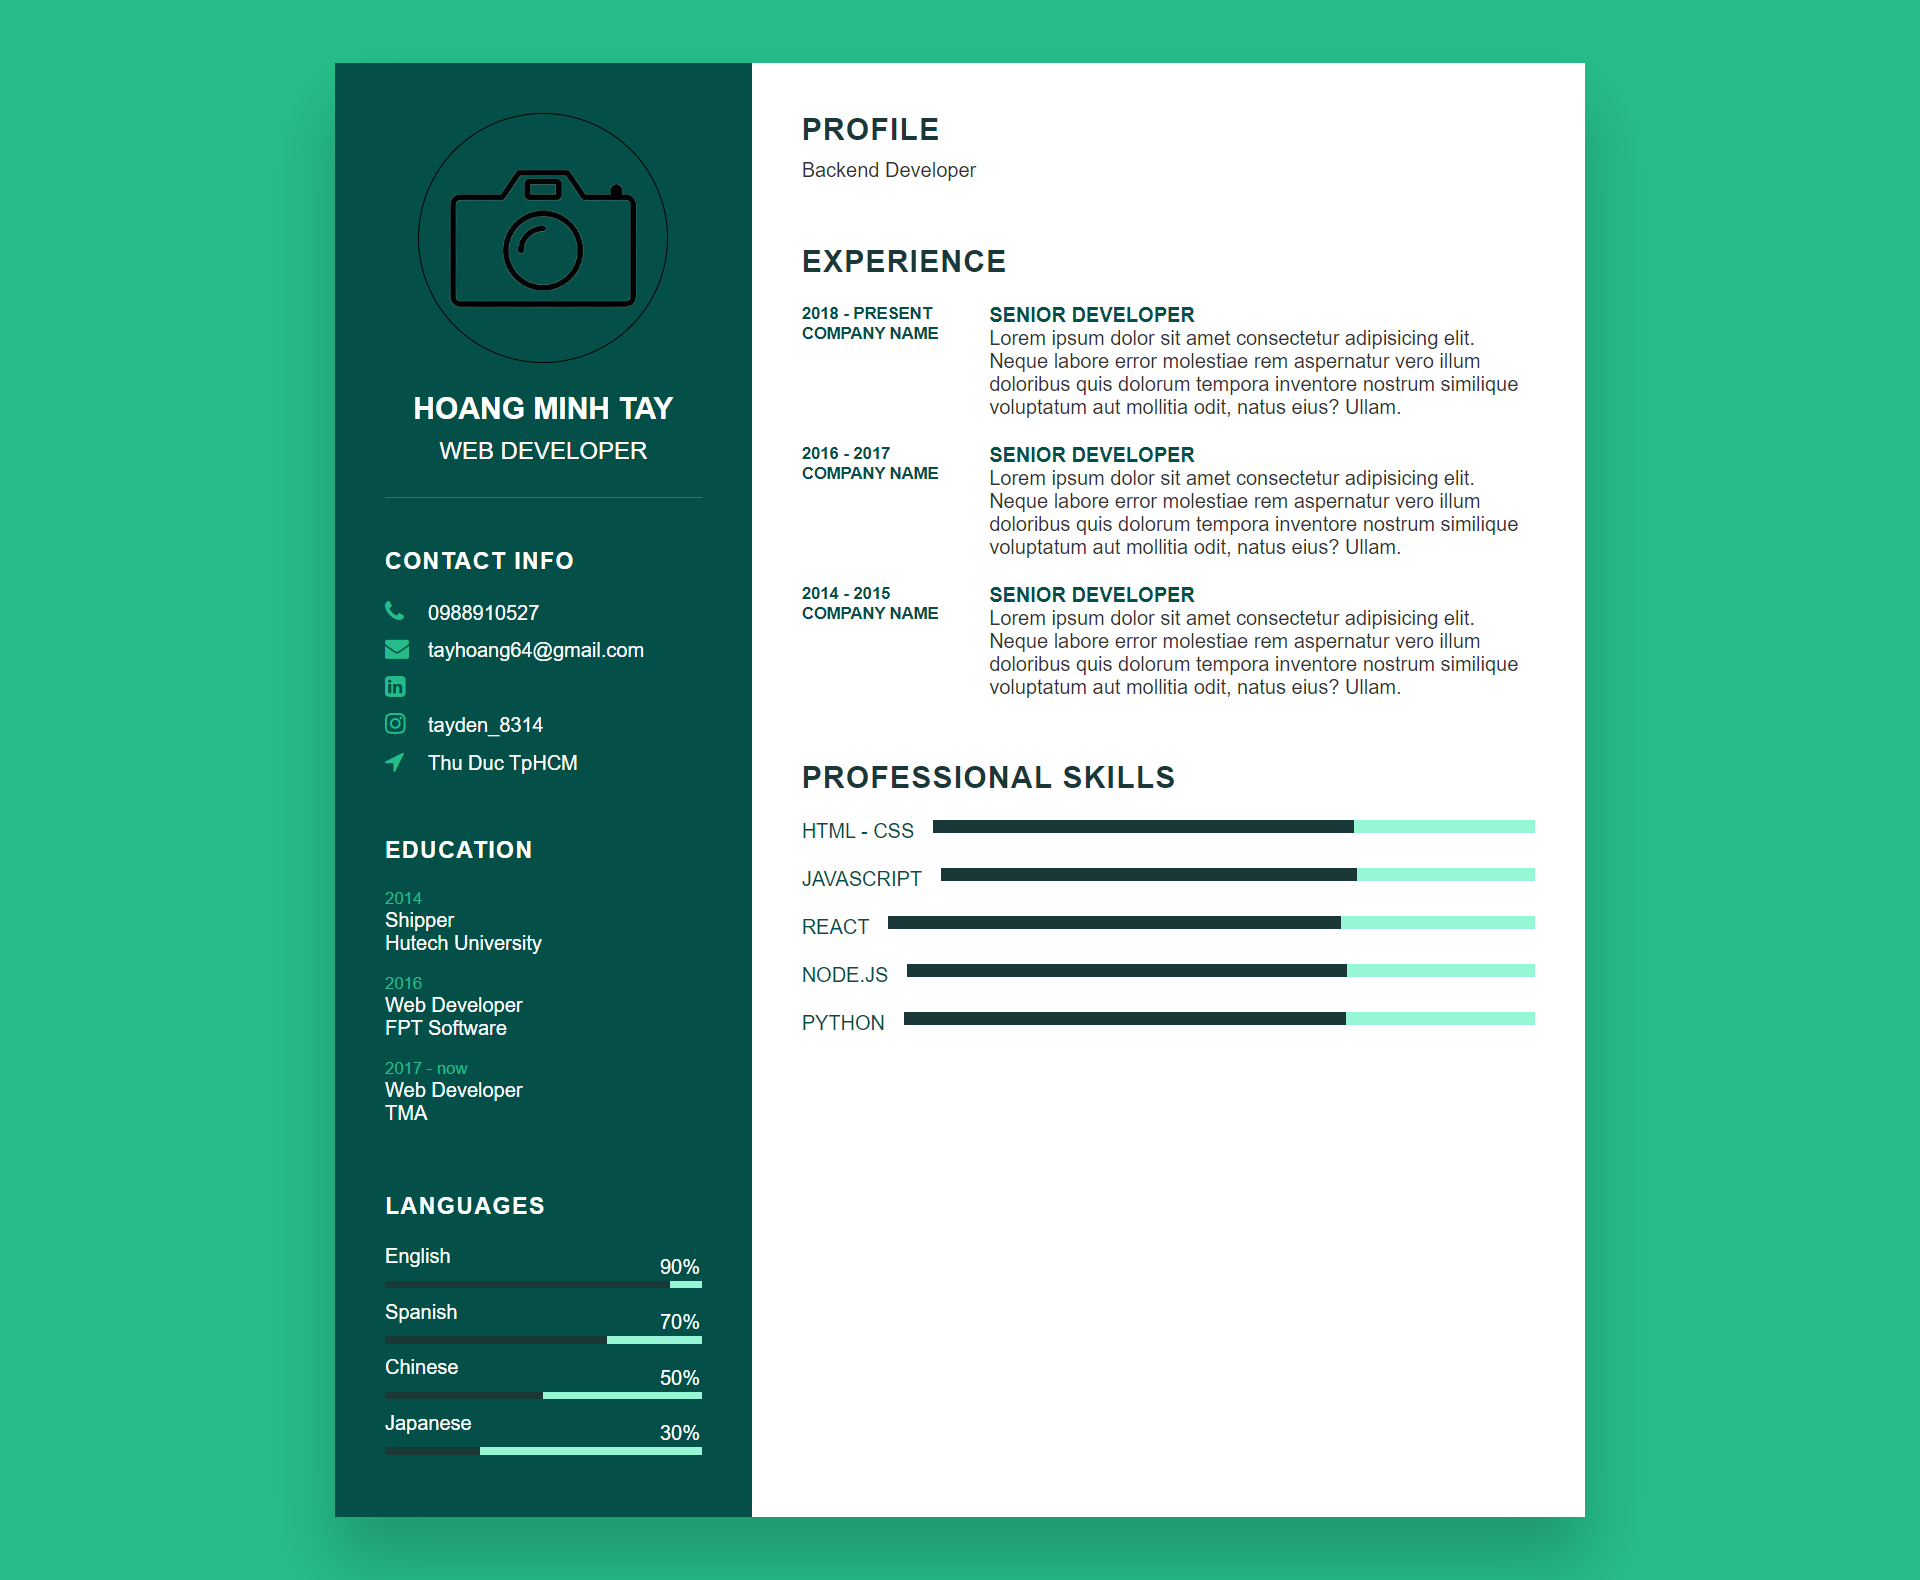 HOANG MINH TAY
WEB DEVELOPER
CONTACT INFO
0988910527
tayhoang64@gmail.com
in
tayden_8314
Thu Duc TpHCM
EDUCATION
2014
Shipper
Hutech University
2016
Web Developer
FPT Software
2017 - now
Web Developer
TMA
LANGUAGES
English
90%
Spanish
70%
Chinese
50%
Japanese
30%
PROFILE
Backend Developer
EXPERIENCE
2018 - PRESENT
COMPANY NAME
SENIOR DEVELOPER
Lorem ipsum dolor sit amet consectetur adipisicing elit.
Neque labore error molestiae rem aspernatur vero illum
doloribus quis dolorum tempora inventore nostrum similique
voluptatum aut mollitia odit, natus eius? Ullam.
2016 - 2017
COMPANY NAME
SENIOR DEVELOPER
Lorem ipsum dolor sit amet consectetur adipisicing elit.
Neque labore error molestiae rem aspernatur vero illum
doloribus quis dolorum tempora inventore nostrum similique
voluptatum aut mollitia odit, natus eius? Ullam.
2014 - 2015
COMPANY NAME
SENIOR DEVELOPER
Lorem ipsum dolor sit amet consectetur adipisicing elit.
Neque labore error molestiae rem aspernatur vero illum
doloribus quis dolorum tempora inventore nostrum similique
voluptatum aut mollitia odit, natus eius? Ullam.
PROFESSIONAL SKILLS
HTML - CSS
JAVASCRIPT
REACT
NODE.JS
PYTHON